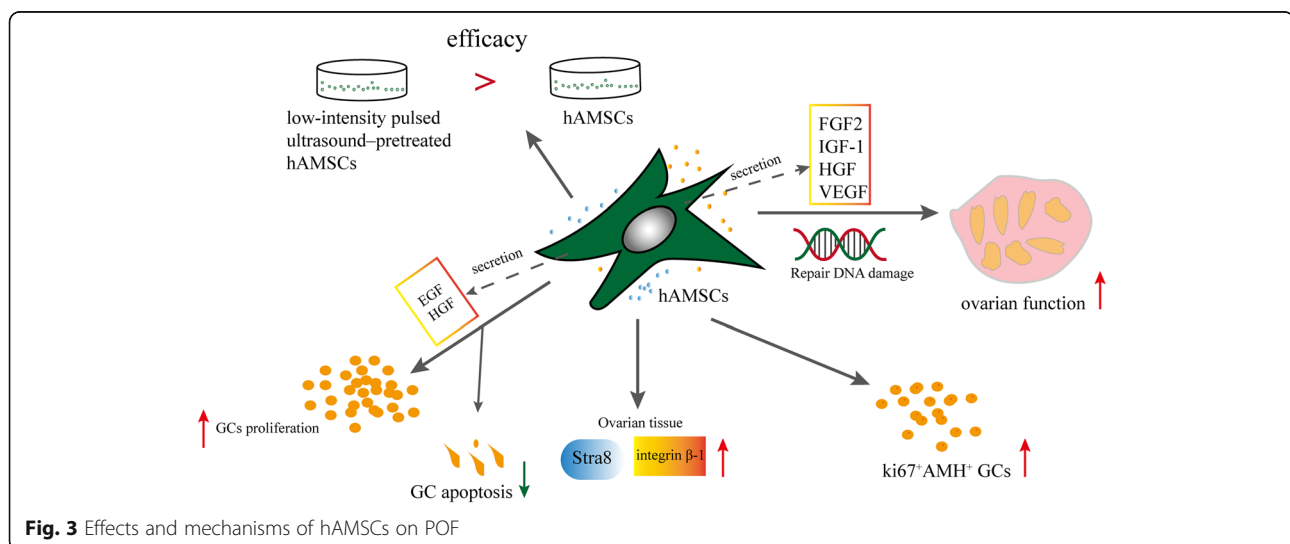 efficacy
>
low-intensity pulsed
ultrasound–pretreated
hAMSCs
hAMSCs
secretion
FGF2
IGF-1
HGF
VEGF
Repair DNA damage
ovarian function
hAMSCs
secretion
EGF
HGF
GCs proliferation
GC apoptosis
Ovarian tissue
Stra8
integrin β-1
ki67⁺AMH⁺ GCs
Fig. 3 Effects and mechanisms of hAMSCs on POF